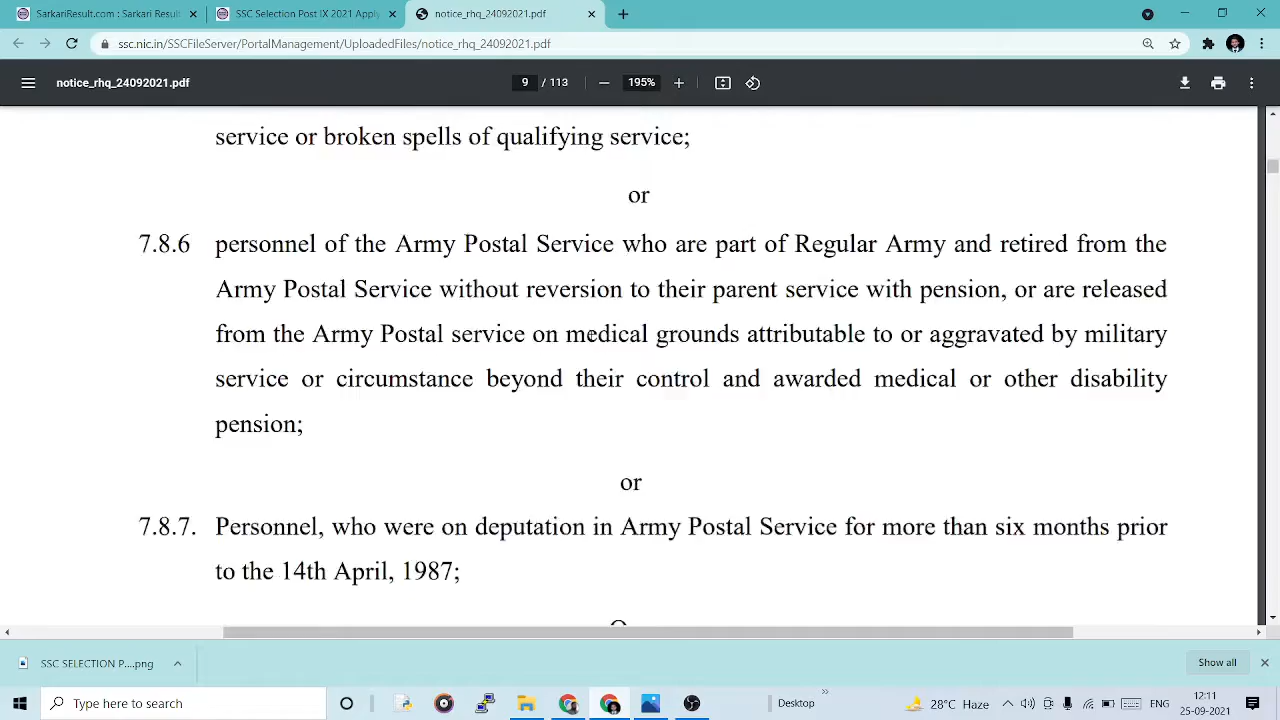 SarkariResult.com : Sarkari Result
SSC Selection Post IX 2021 Apply
notice_rhq_24092021.pdf
ssc.nic.in/SSCFileServer/PortalManagement/UploadedFiles/notice_rhq_24092021.pdf
notice_rhq_24092021.pdf
9 / 113
195%
service or broken spells of qualifying service;
or
7.8.6 personnel of the Army Postal Service who are part of Regular Army and retired from the
Army Postal Service without reversion to their parent service with pension, or are released
from the Army Postal service on medical grounds attributable to or aggravated by military
service or circumstance beyond their control and awarded medical or other disability
pension;
or
7.8.7. Personnel, who were on deputation in Army Postal Service for more than six months prior
to the 14th April, 1987;
SSC SELECTION P....png
Show all
Type here to search
Desktop
28°C Haze
ENG
12:11
25-09-2021